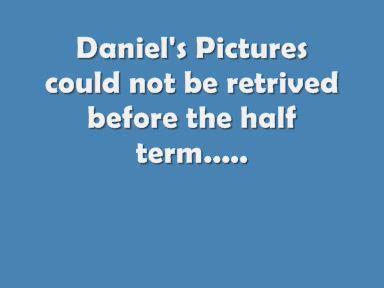 Daniel's Pictures
could not be retrived
before the half
term.....